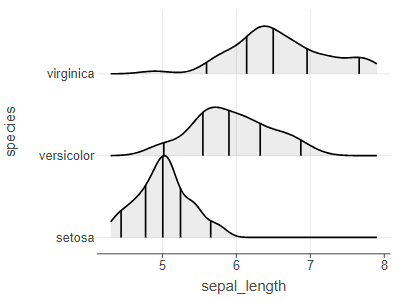 virginica
versicolor
setosa
species
5 6 7 8
sepal_length